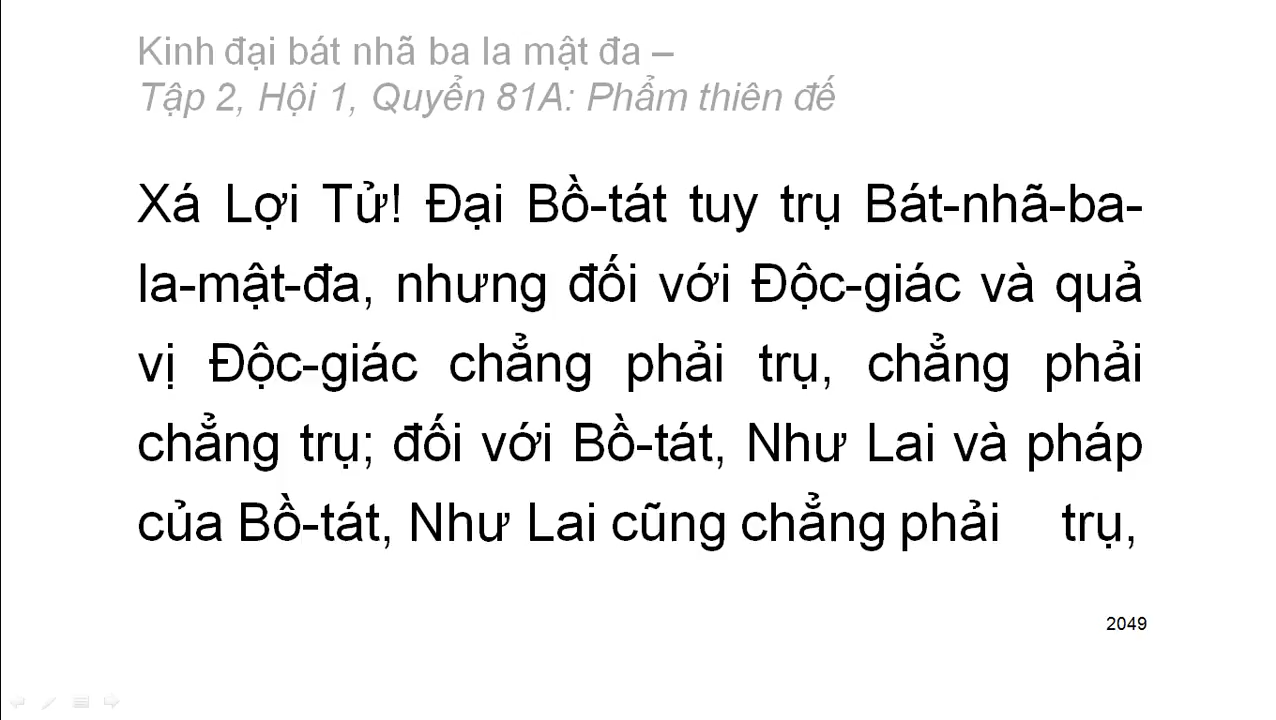 Kinh đại bát nhã ba la mật đa –
Tập 2, Hội 1, Quyển 81A: Phẩm thiên đế
Xá Lợi Tử! Đại Bồ-tát tuy trụ Bát-nhã-ba-
la-mật-đa, nhưng đối với Độc-giác và quả
vị Độc-giác chẳng phải trụ, chẳng phải
chẳng trụ; đối với Bồ-tát, Như Lai và pháp
của Bồ-tát, Như Lai cũng chẳng phải trụ,
2049